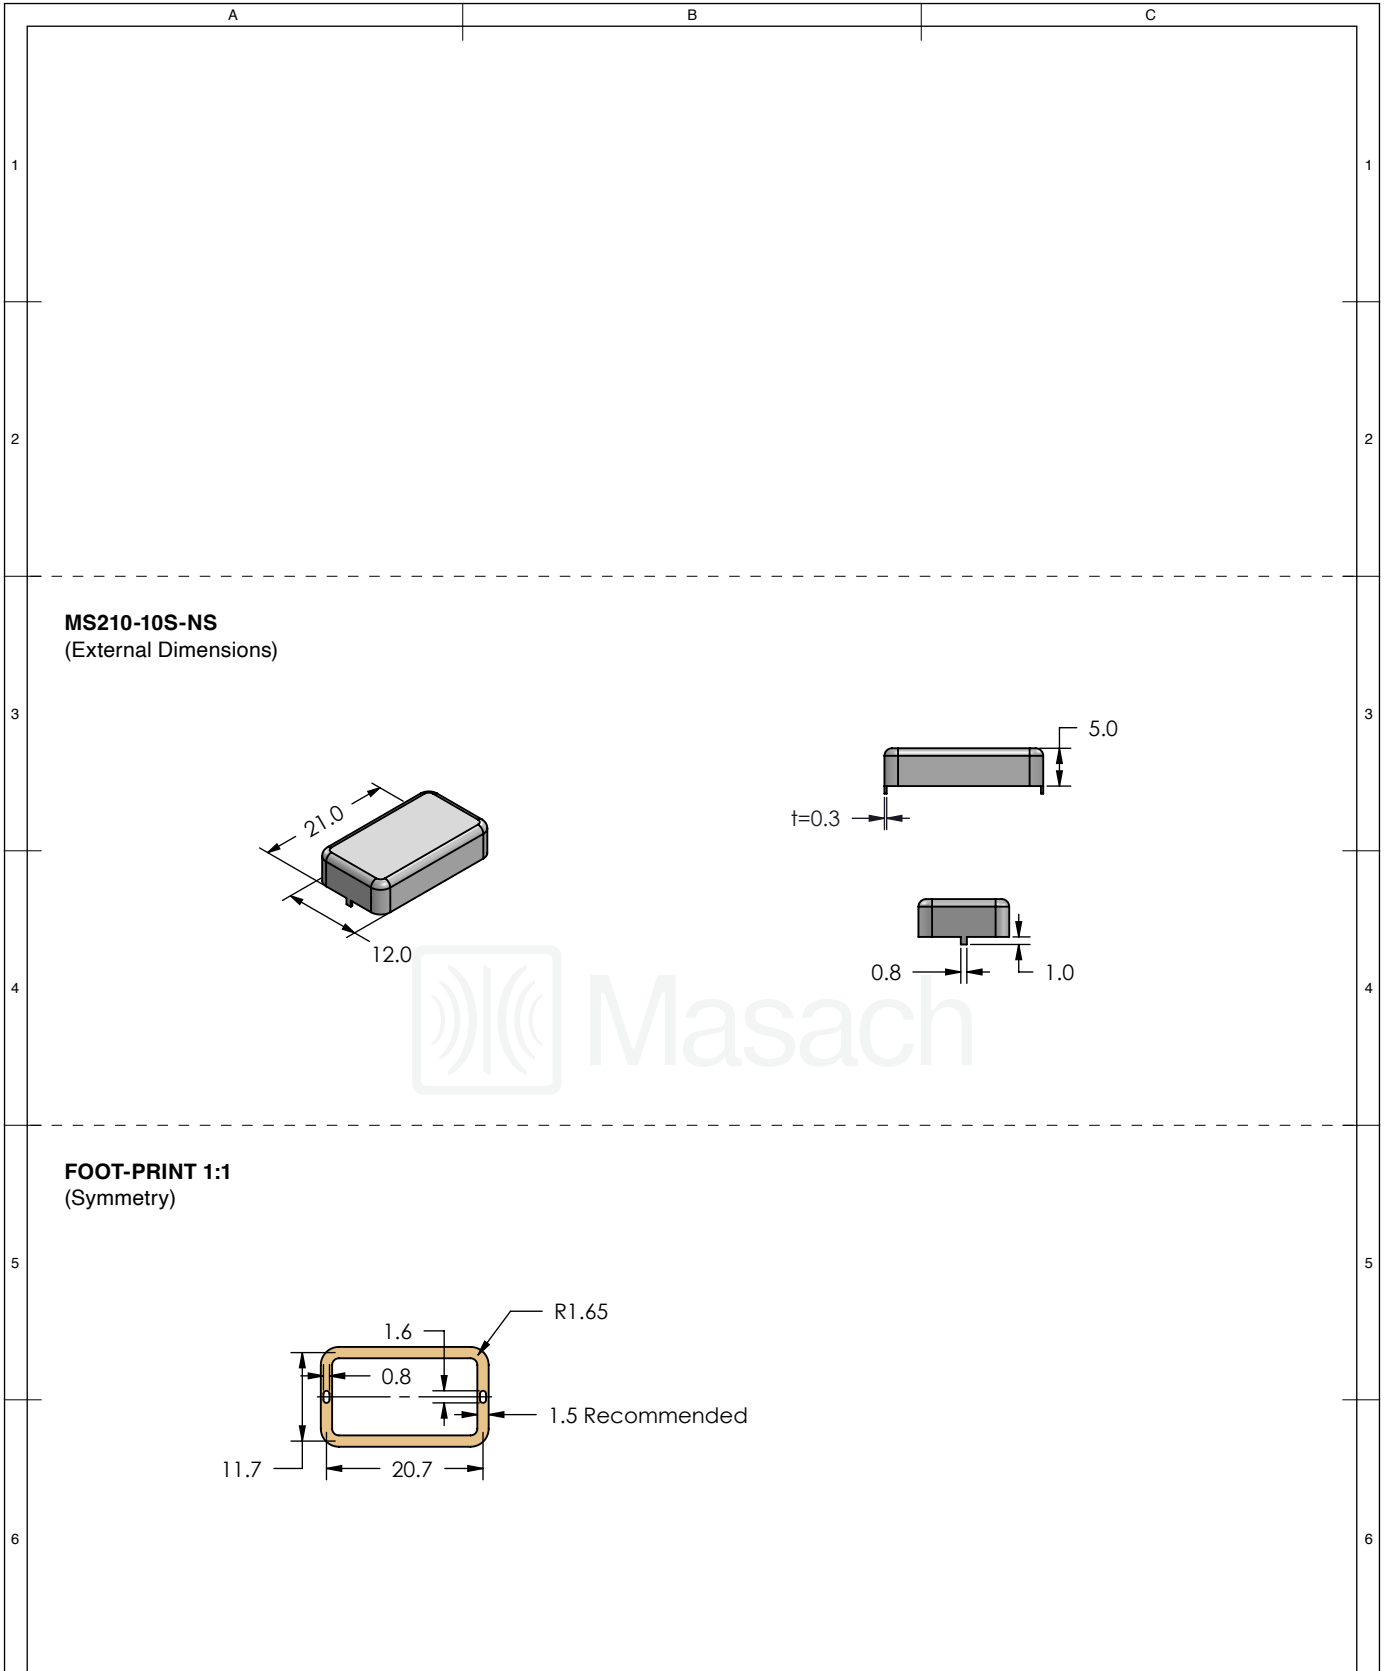 A B C
1 1
2 2
MS210-10S-NS
(External Dimensions)
3 3
5.0
21.0
t=0.3
12.0
0.8 1.0
Masach
4 4
FOOT-PRINT 1:1
(Symmetry)
5 5
R1.65
1.6
0.8
1.5 Recommended
11.7 20.7
6 6